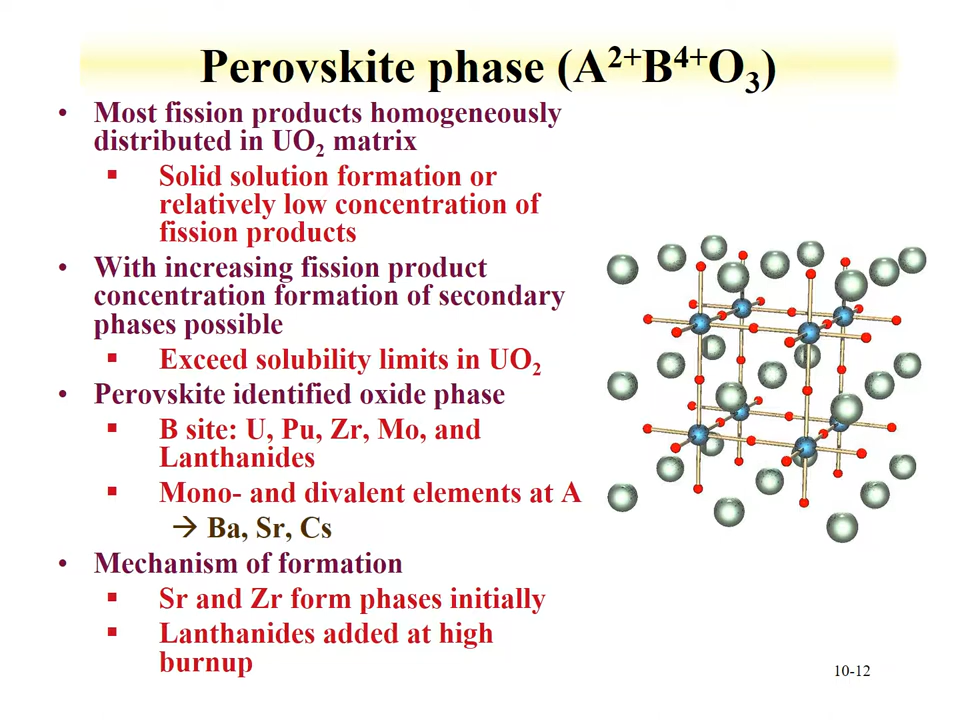 Perovskite phase (A²⁺B⁴⁺O₃)
• Most fission products homogeneously
distributed in UO₂ matrix
▪ Solid solution formation or
relatively low concentration of
fission products
• With increasing fission product
concentration formation of secondary
phases possible
▪ Exceed solubility limits in UO₂
• Perovskite identified oxide phase
▪ B site: U, Pu, Zr, Mo, and
Lanthanides
▪ Mono- and divalent elements at A
→ Ba, Sr, Cs
• Mechanism of formation
▪ Sr and Zr form phases initially
▪ Lanthanides added at high
burnup
10-12